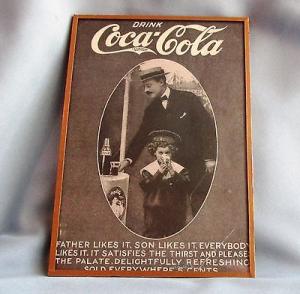 DRINK
Coca-Cola
FATHER LIKES IT, SON LIKES IT, EVERYBODY
LIKES IT. IT SATISFIES THE THIRST AND PLEASES
THE PALATE. DELIGHTFULLY REFRESHING
SOLD EVERYWHERE 5 CENTS